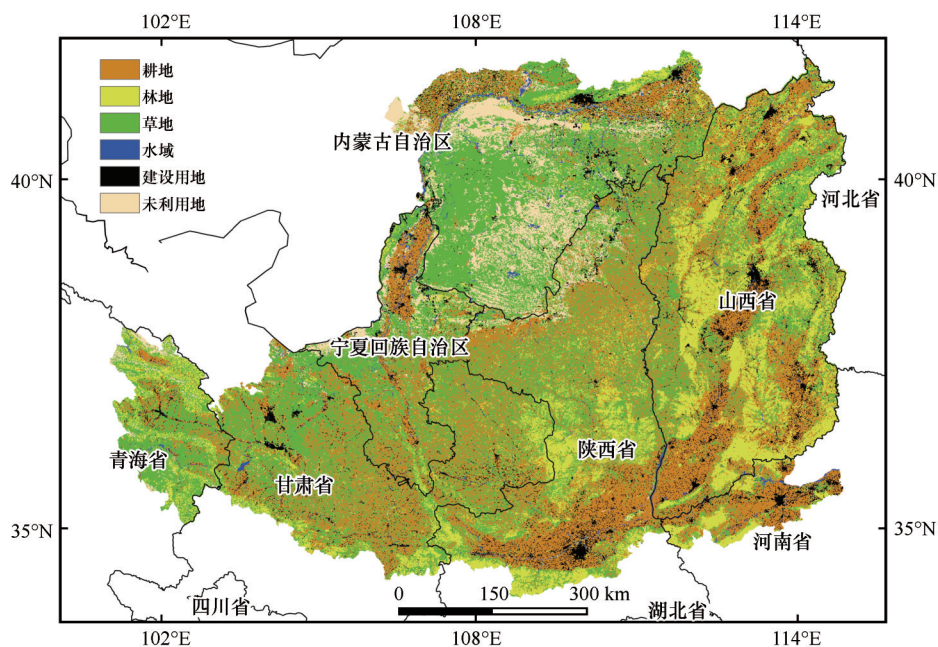 102°E 108°E 114°E
耕地
林地
草地
水域
建设用地
未利用地
内蒙古自治区
40°N 40°N
河北省
山西省
宁夏回族自治区
陕西省
青海省
甘肃省
35°N 35°N
河南省
四川省
0 150 300 km
湖北省
102°E 108°E 114°E